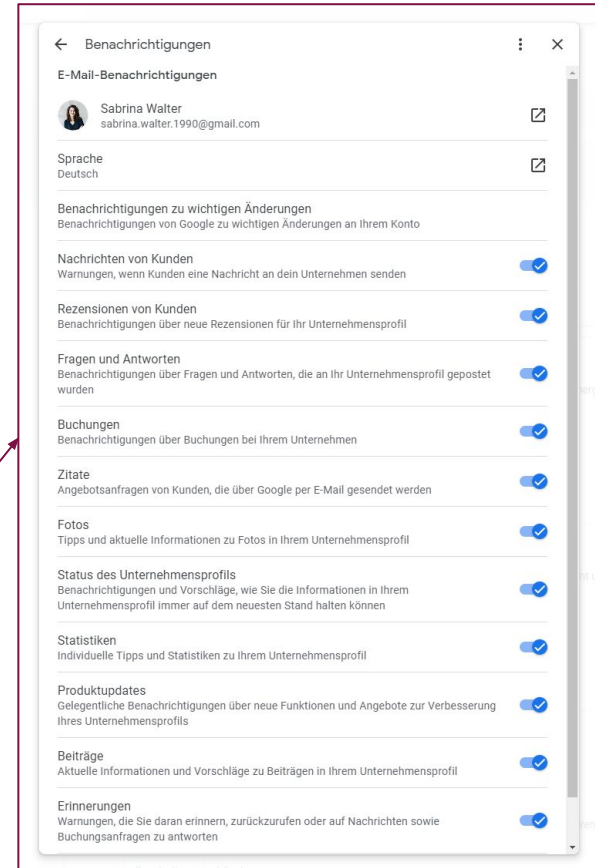 Benachrichtigungen
E-Mail-Benachrichtigungen
Sabrina Walter
sabrina.walter.1990@gmail.com
Sprache
Deutsch
Benachrichtigungen zu wichtigen Änderungen
Benachrichtigungen von Google zu wichtigen Änderungen an Ihrem Konto
Nachrichten von Kunden
Warnungen, wenn Kunden eine Nachricht an dein Unternehmen senden
Rezensionen von Kunden
Benachrichtigungen über neue Rezensionen für Ihr Unternehmensprofil
Fragen und Antworten
Benachrichtigungen über Fragen und Antworten, die an Ihr Unternehmensprofil gepostet
wurden
Buchungen
Benachrichtigungen über Buchungen bei Ihrem Unternehmen
Zitate
Angebotsanfragen von Kunden, die über Google per E-Mail gesendet werden
Fotos
Tipps und aktuelle Informationen zu Fotos in Ihrem Unternehmensprofil
Status des Unternehmensprofils
Benachrichtigungen und Vorschläge, wie Sie die Informationen in Ihrem
Unternehmensprofil immer auf dem neuesten Stand halten können
Statistiken
Individuelle Tipps und Statistiken zu Ihrem Unternehmensprofil
Produktupdates
Gelegentliche Benachrichtigungen über neue Funktionen und Angebote zur Verbesserung
Ihres Unternehmensprofils
Beiträge
Aktuelle Informationen und Vorschläge zu Beiträgen in Ihrem Unternehmensprofil
Erinnerungen
Warnungen, die Sie daran erinnern, zurückzurufen oder auf Nachrichten sowie
Buchungsanfragen zu antworten